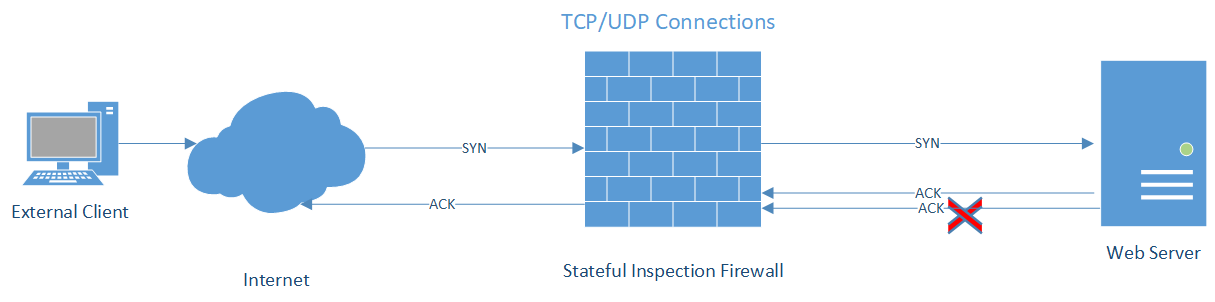 TCP/UDP Connections
SYN
SYN
ACK
ACK
ACK
External Client
Web Server
Stateful Inspection Firewall
Internet